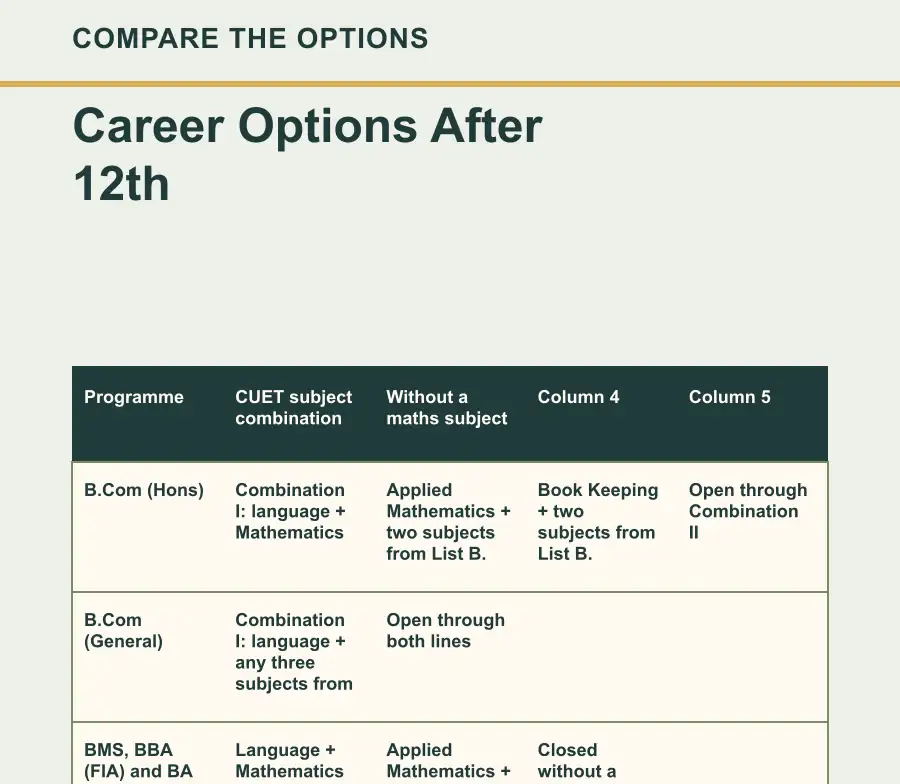 COMPARE THE OPTIONS
Career Options After
12th
Programme
CUET subject
combination
Without a
maths subject
Column 4
Column 5
B.Com (Hons)
Combination
I: language +
Mathematics
Applied
Mathematics +
two subjects
from List B.
Book Keeping
+ two
subjects from
List B.
Open through
Combination
II
B.Com
(General)
Combination
I: language +
any three
subjects from
Open through
both lines
BMS, BBA
(FIA) and BA
Language +
Mathematics
Applied
Mathematics +
Closed
without a